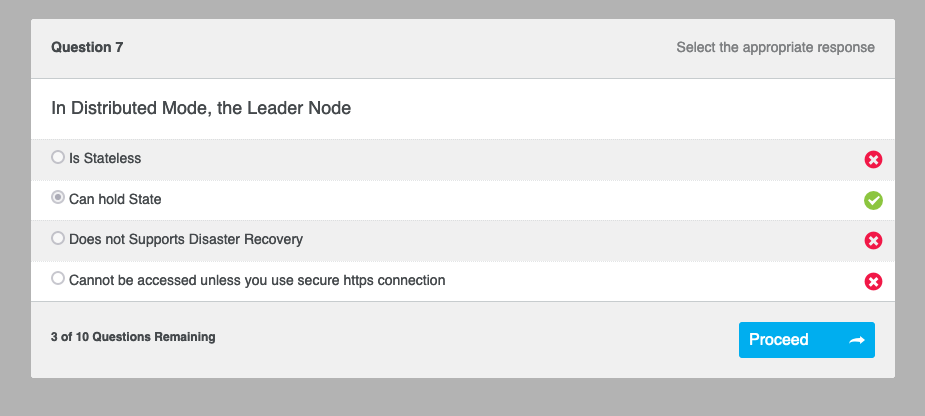 Question 7
Select the appropriate response
In Distributed Mode, the Leader Node
Is Stateless
Can hold State
Does not Supports Disaster Recovery
Cannot be accessed unless you use secure https connection
3 of 10 Questions Remaining
Proceed